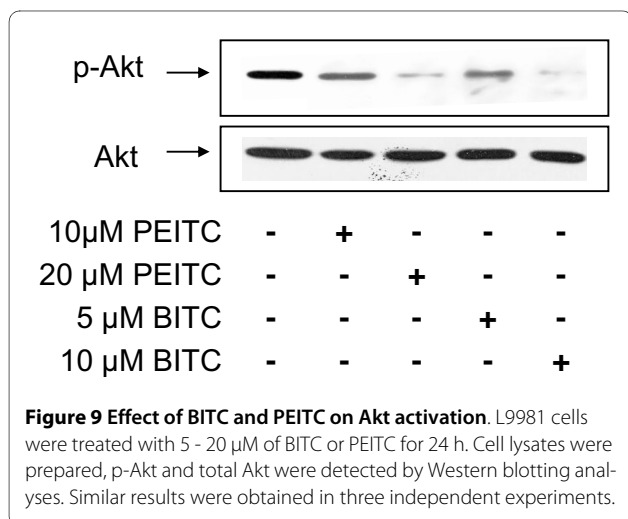 p-Akt
Akt
10µM PEITC - + - - -
20 µM PEITC - - + - -
5 µM BITC - - - + -
10 µM BITC - - - - +
Figure 9 Effect of BITC and PEITC on Akt activation. L9981 cells
were treated with 5 - 20 µM of BITC or PEITC for 24 h. Cell lysates were
prepared, p-Akt and total Akt were detected by Western blotting anal-
yses. Similar results were obtained in three independent experiments.